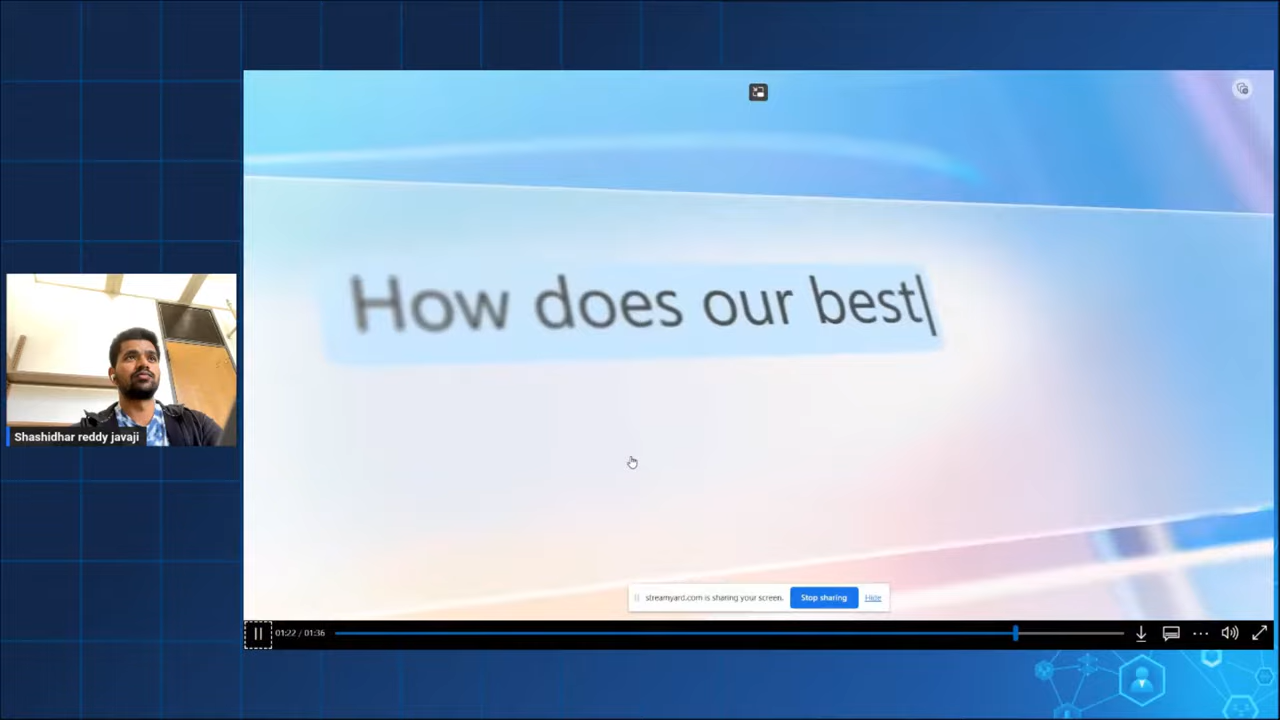 How does our best
Shashidhar reddy javaji
streamyard.com is sharing your screen.
Stop sharing
Hide
01:22 / 01:36